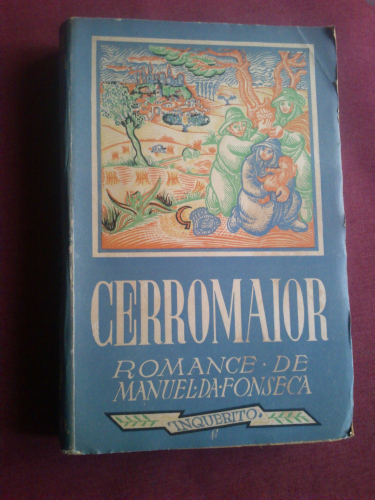 CERROMAIOR
ROMANCE · DE
MANUEL·DA·FONSECA
INQUERITO